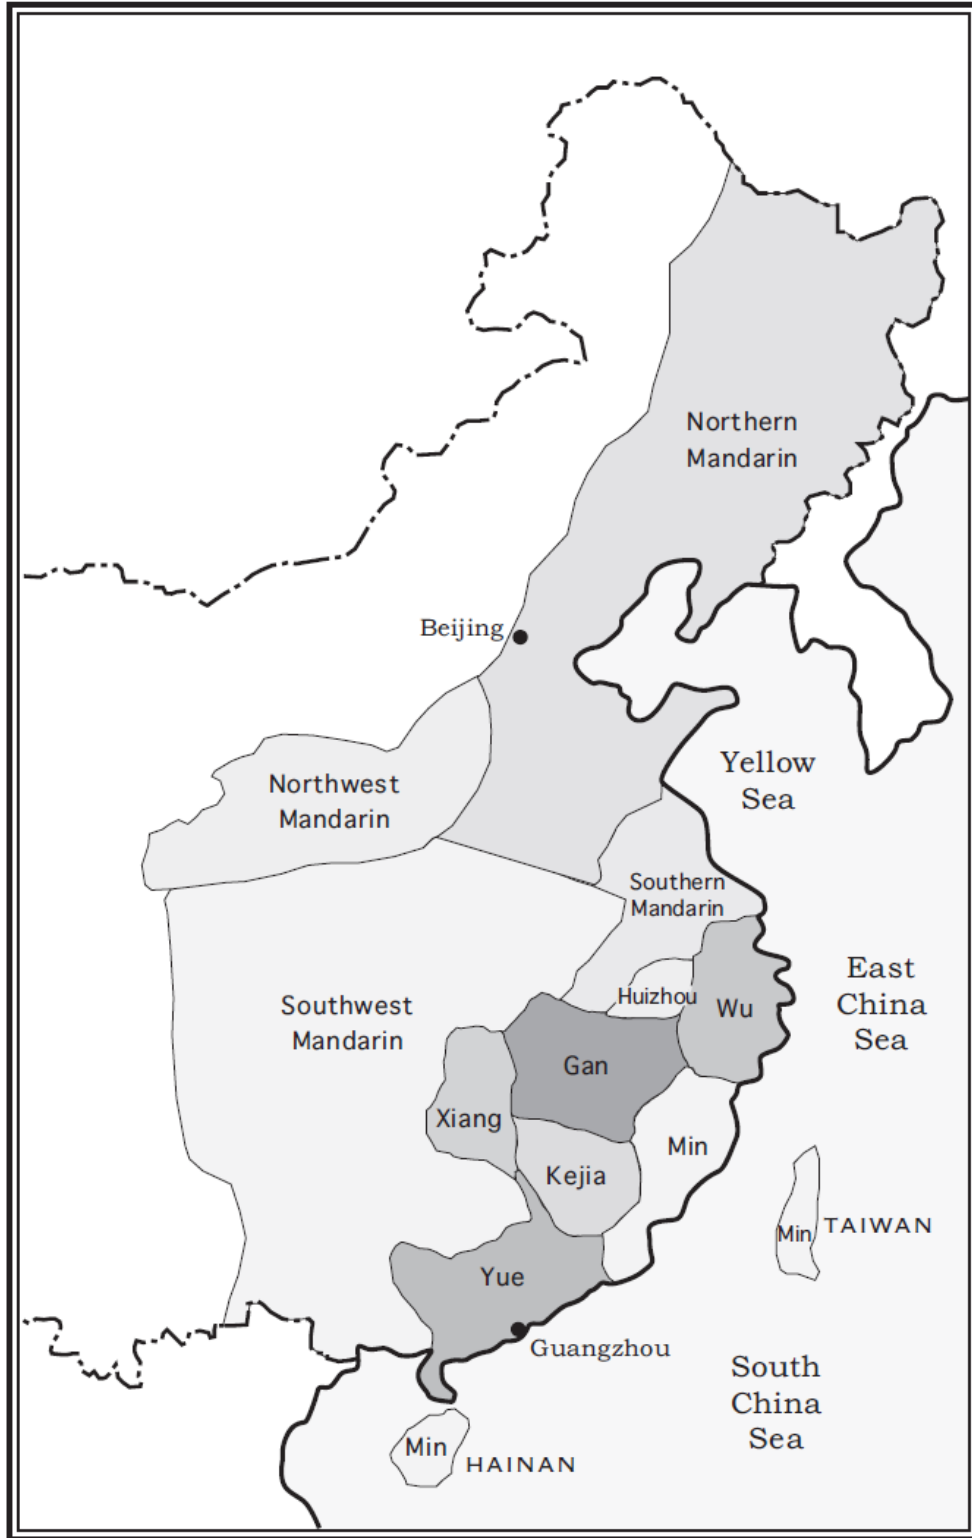 Northern
Mandarin
Beijing
Yellow
Sea
Northwest
Mandarin
Southern
Mandarin
East
China
Sea
Huizhou
Wu
Southwest
Mandarin
Gan
Xiang
Min
Kejia
Min
TAIWAN
Yue
Guangzhou
South
China
Sea
Min
HAINAN